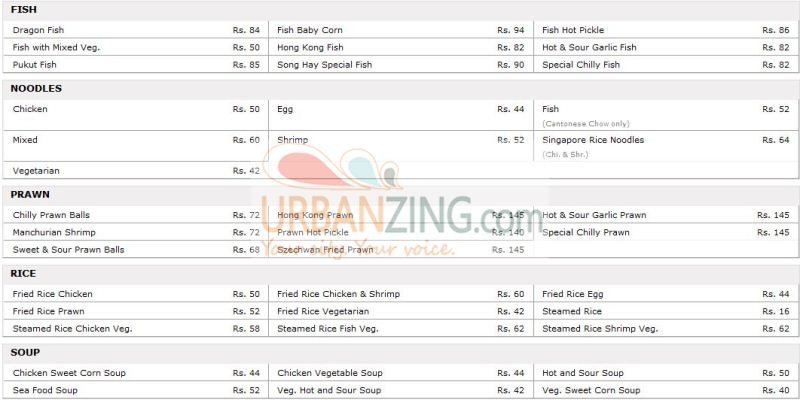 FISH
Dragon Fish Rs. 84 Fish Baby Corn Rs. 94 Fish Hot Pickle Rs. 86
Fish with Mixed Veg. Rs. 50 Hong Kong Fish Rs. 82 Hot & Sour Garlic Fish Rs. 82
Pukut Fish Rs. 85 Song Hay Special Fish Rs. 90 Special Chilly Fish Rs. 82
NOODLES
Chicken Rs. 50 Egg Rs. 44 Fish Rs. 52
(Cantonese Chow only)
Mixed Rs. 60 Shrimp Rs. 52 Singapore Rice Noodles Rs. 64
(Chi. & Shr.)
Vegetarian Rs. 42
PRAWN
Chilly Prawn Balls Rs. 72 Hong Kong Prawn Rs. 145 Hot & Sour Garlic Prawn Rs. 145
Manchurian Shrimp Rs. 72 Prawn Hot Pickle Rs. 140 Special Chilly Prawn Rs. 145
Sweet & Sour Prawn Balls Rs. 68 Szechwan Fried Prawn Rs. 145
URBANZING.com
Your city. Your voice.
RICE
Fried Rice Chicken Rs. 50 Fried Rice Chicken & Shrimp Rs. 60 Fried Rice Egg Rs. 44
Fried Rice Prawn Rs. 52 Fried Rice Vegetarian Rs. 42 Steamed Rice Rs. 16
Steamed Rice Chicken Veg. Rs. 58 Steamed Rice Fish Veg. Rs. 62 Steamed Rice Shrimp Veg. Rs. 62
SOUP
Chicken Sweet Corn Soup Rs. 44 Chicken Vegetable Soup Rs. 44 Hot and Sour Soup Rs. 50
Sea Food Soup Rs. 52 Veg. Hot and Sour Soup Rs. 42 Veg. Sweet Corn Soup Rs. 40